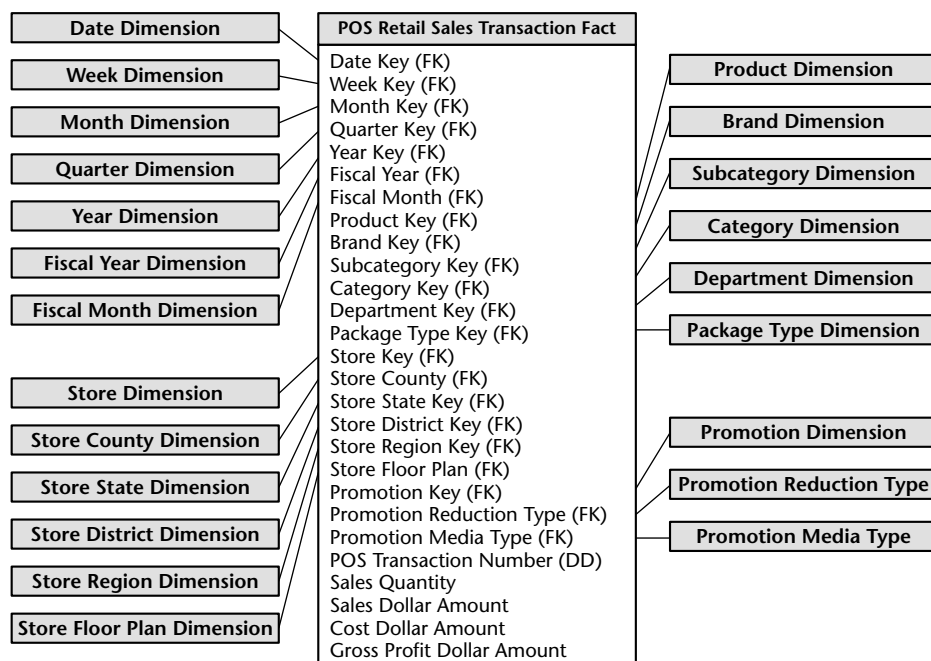 Date Dimension
Week Dimension
Month Dimension
Quarter Dimension
Year Dimension
Fiscal Year Dimension
Fiscal Month Dimension
Store Dimension
Store County Dimension
Store State Dimension
Store District Dimension
Store Region Dimension
Store Floor Plan Dimension
POS Retail Sales Transaction Fact
Date Key (FK)
Week Key (FK)
Month Key (FK)
Quarter Key (FK)
Year Key (FK)
Fiscal Year (FK)
Fiscal Month (FK)
Product Key (FK)
Brand Key (FK)
Subcategory Key (FK)
Category Key (FK)
Department Key (FK)
Package Type Key (FK)
Store Key (FK)
Store County (FK)
Store State Key (FK)
Store District Key (FK)
Store Region Key (FK)
Store Floor Plan (FK)
Promotion Key (FK)
Promotion Reduction Type (FK)
Promotion Media Type (FK)
POS Transaction Number (DD)
Sales Quantity
Sales Dollar Amount
Cost Dollar Amount
Gross Profit Dollar Amount
Product Dimension
Brand Dimension
Subcategory Dimension
Category Dimension
Department Dimension
Package Type Dimension
Promotion Dimension
Promotion Reduction Type
Promotion Media Type